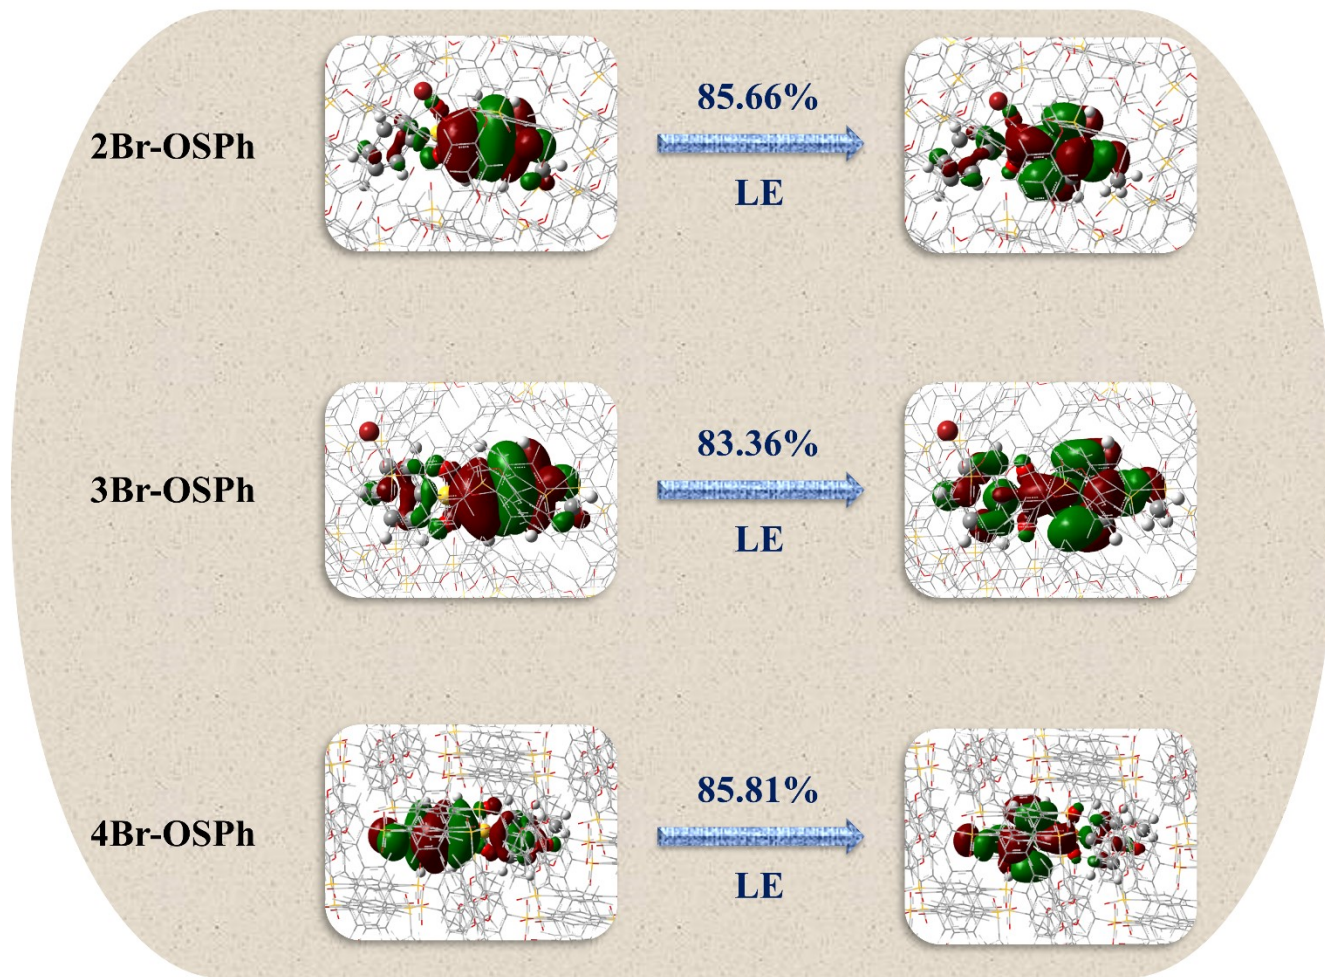 2Br-OSPh
85.66%
LE
3Br-OSPh
83.36%
LE
4Br-OSPh
85.81%
LE